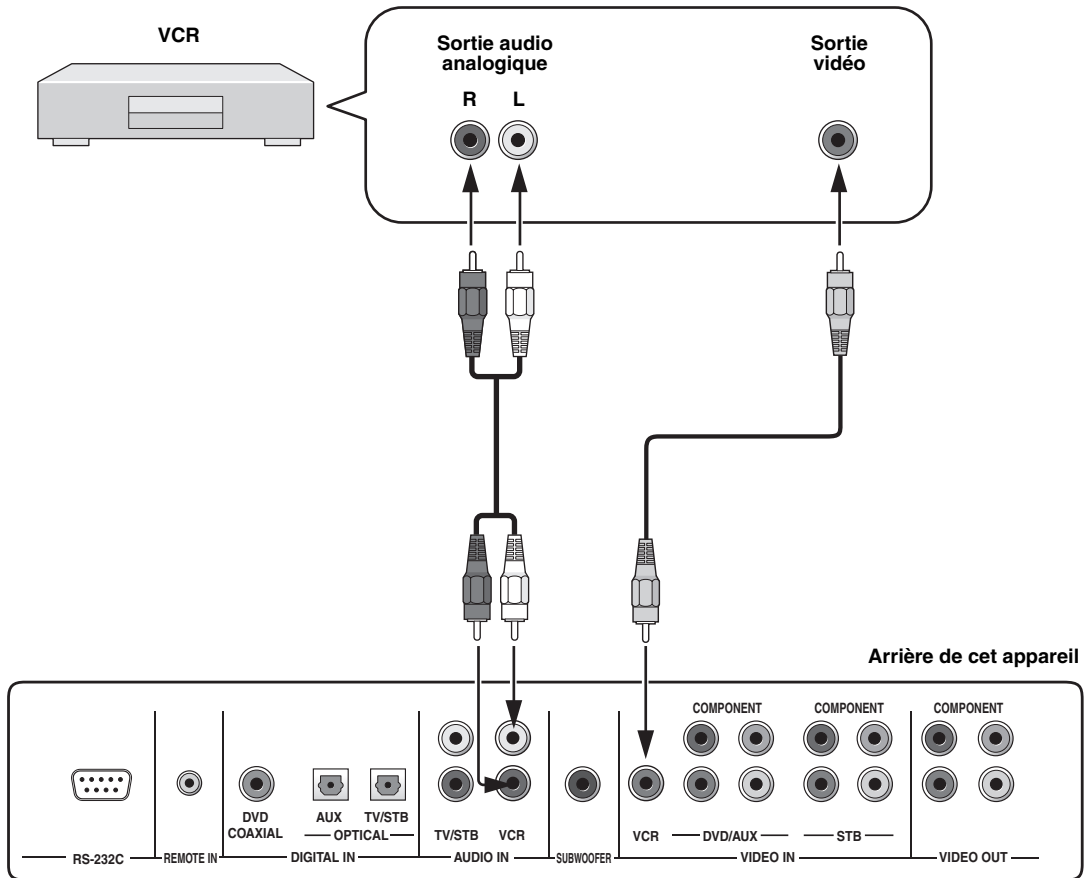 VCR
Sortie audio
analogique
R L
Sortie
vidéo
Arrière de cet appareil
COMPONENT COMPONENT COMPONENT
DVD
COAXIAL
AUX TV/STB
OPTICAL
TV/STB VCR
VCR DVD/AUX STB
RS-232C REMOTE IN DIGITAL IN AUDIO IN SUBWOOFER VIDEO IN VIDEO OUT